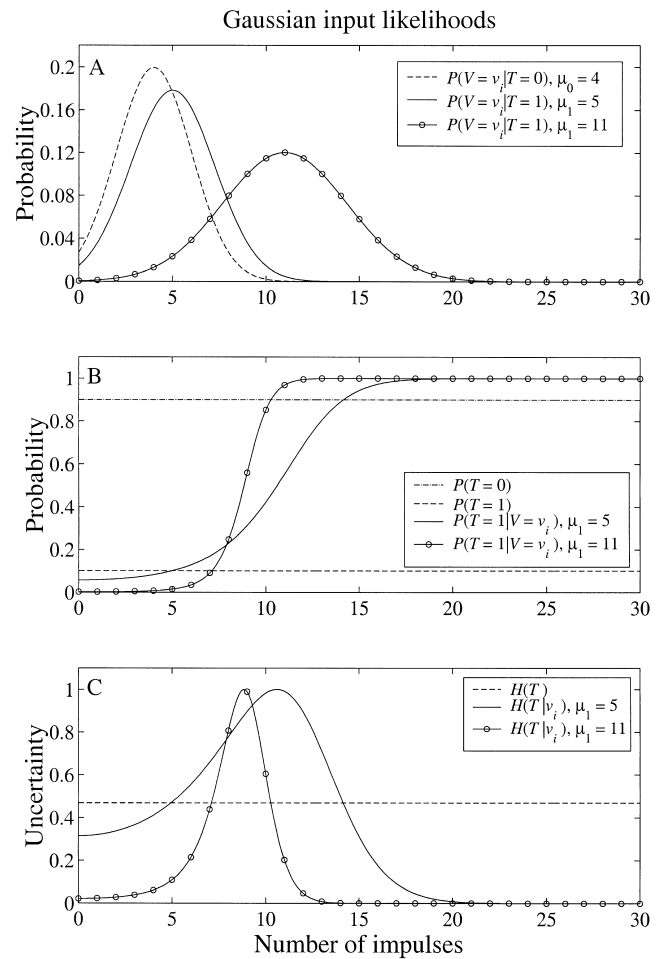 Gaussian input likelihoods
A
P(V = v_i|T = 0), μ_0 = 4
P(V = v_i|T = 1), μ_1 = 5
P(V = v_i|T = 1), μ_1 = 11
Probability
0.2
0.16
0.12
0.08
0.04
0
0 5 10 15 20 25 30
B
P(T = 0)
P(T = 1)
P(T = 1|V = v_i), μ_1 = 5
P(T = 1|V = v_i), μ_1 = 11
Probability
1
0.8
0.6
0.4
0.2
0
0 5 10 15 20 25 30
C
H(T)
H(T|v_i), μ_1 = 5
H(T|v_i), μ_1 = 11
Uncertainty
1
0.8
0.6
0.4
0.2
0
0 5 10 15 20 25 30
Number of impulses